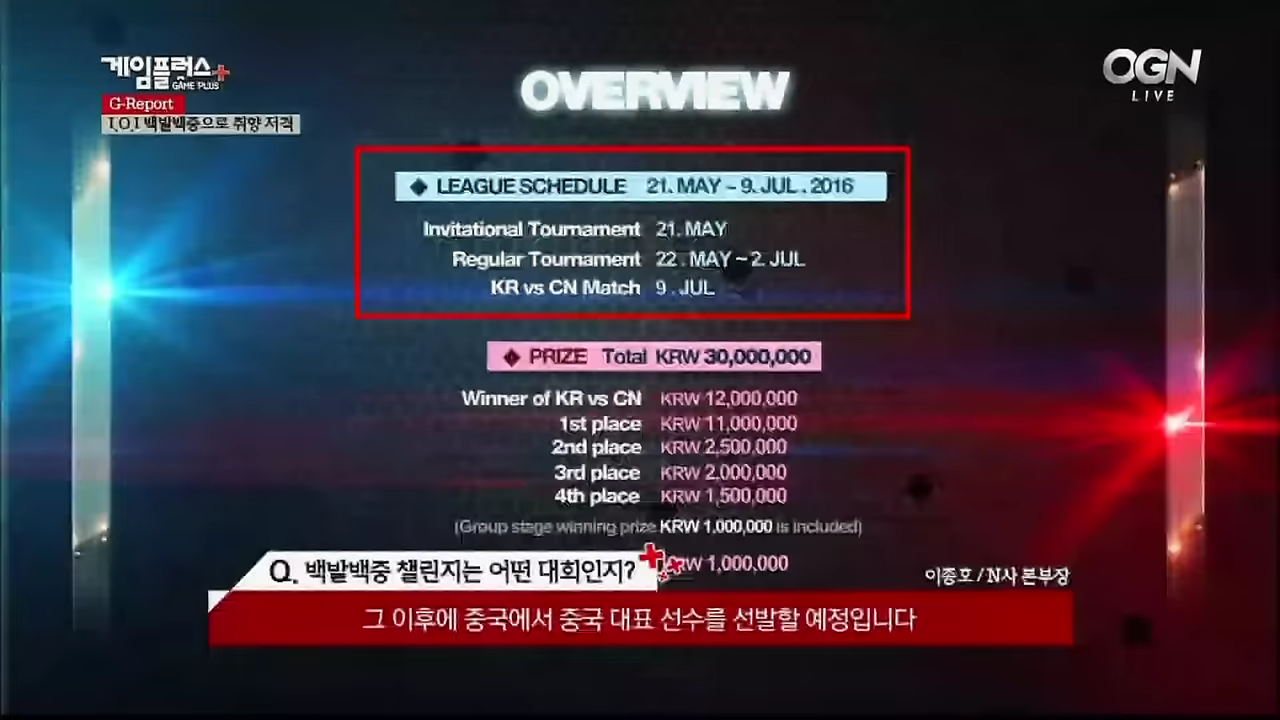 게임플러스
GAME PLUS
G-Report
I.O.I 백발백중으로 취향 저격
OGN
LIVE
OVERVIEW
LEAGUE SCHEDULE 21. MAY ~ 9. JUL . 2016
Invitational Tournament 21. MAY
Regular Tournament 22 . MAY ~ 2. JUL
KR vs CN Match 9 . JUL
PRIZE Total KRW 30,000,000
Winner of KR vs CN KRW 12,000,000
1st place KRW 11,000,000
2nd place KRW 2,500,000
3rd place KRW 2,000,000
4th place KRW 1,500,000
(Group stage winning prize KRW 1,000,000 is included)
1,000,000
Q. 백발백중 챌린지는 어떤 대회인지?
이종호 / N사 본부장
그 이후에 중국에서 중국 대표 선수를 선발할 예정입니다